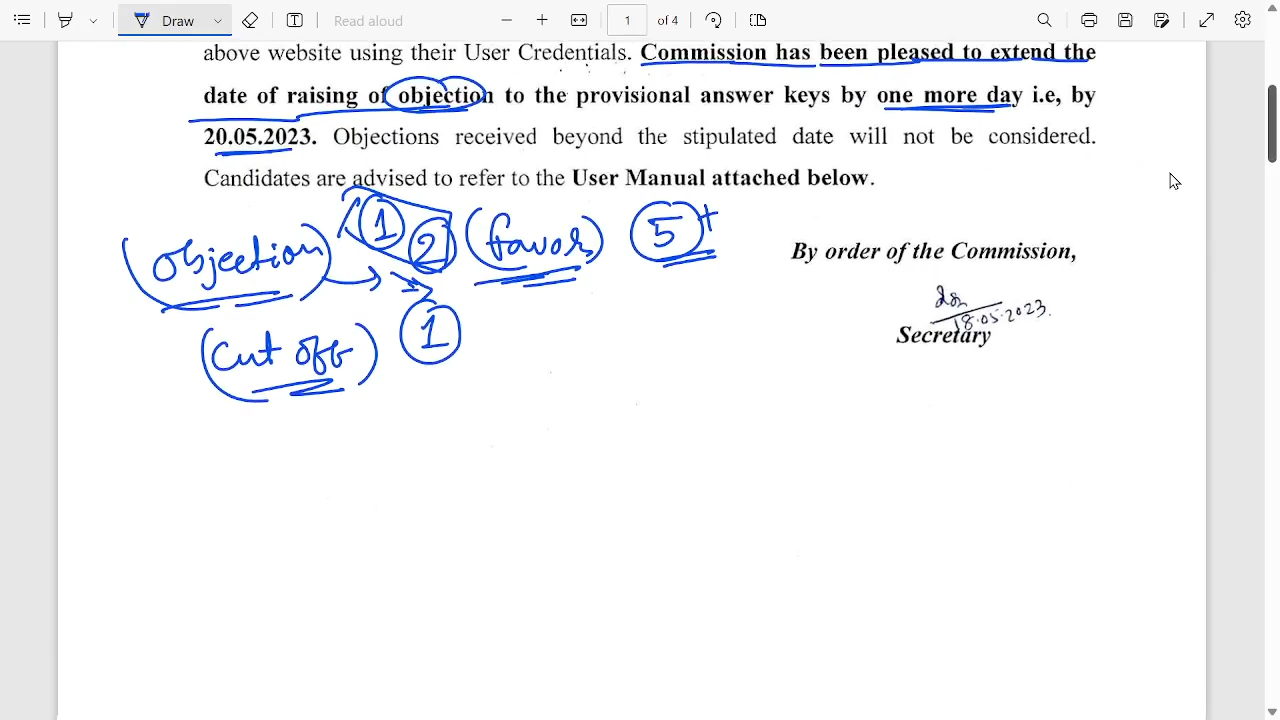 Draw
Read aloud
1
of 4
above website using their User Credentials. Commission has been pleased to extend the
date of raising of objection to the provisional answer keys by one more day i.e, by
20.05.2023. Objections received beyond the stipulated date will not be considered.
Candidates are advised to refer to the User Manual attached below.
1 2 (favor) 5+
(objection)
By order of the Commission,
18.05.2023.
Secretary
(Cut off) 1